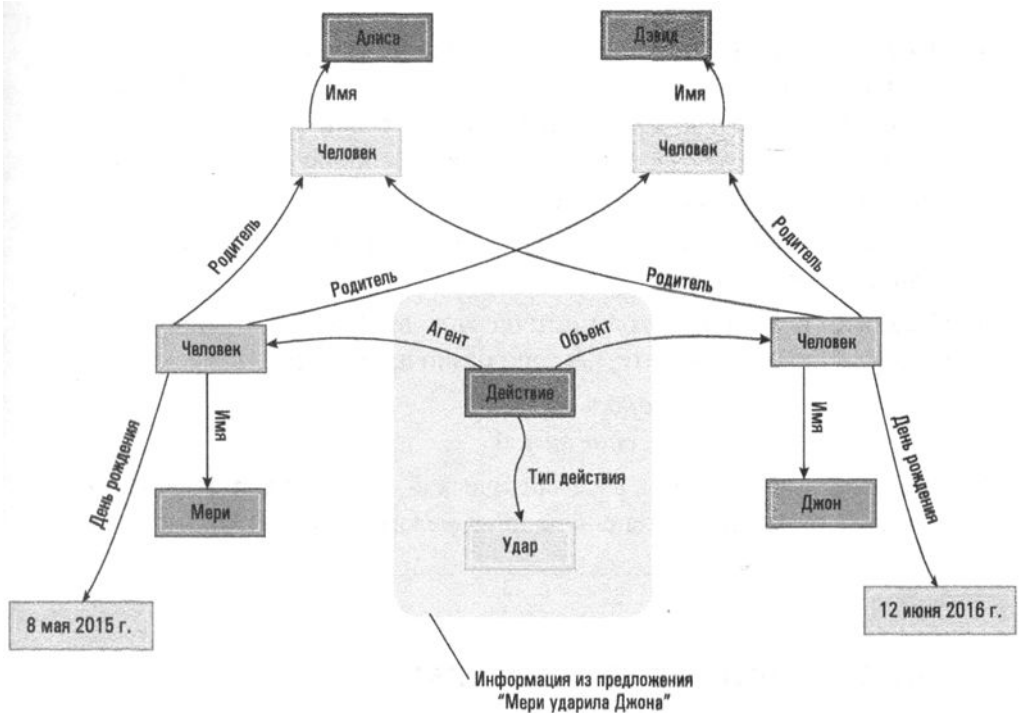 Алиса
Дэвид
Имя
Имя
Человек
Человек
Родитель
Родитель
Родитель
Родитель
Человек
Агент
Объект
Человек
Действие
Имя
День рождения
Имя
День рождения
Тип действия
Мери
Джон
Удар
8 мая 2015 г.
12 июня 2016 г.
Информация из предложения
“Мери ударила Джона”